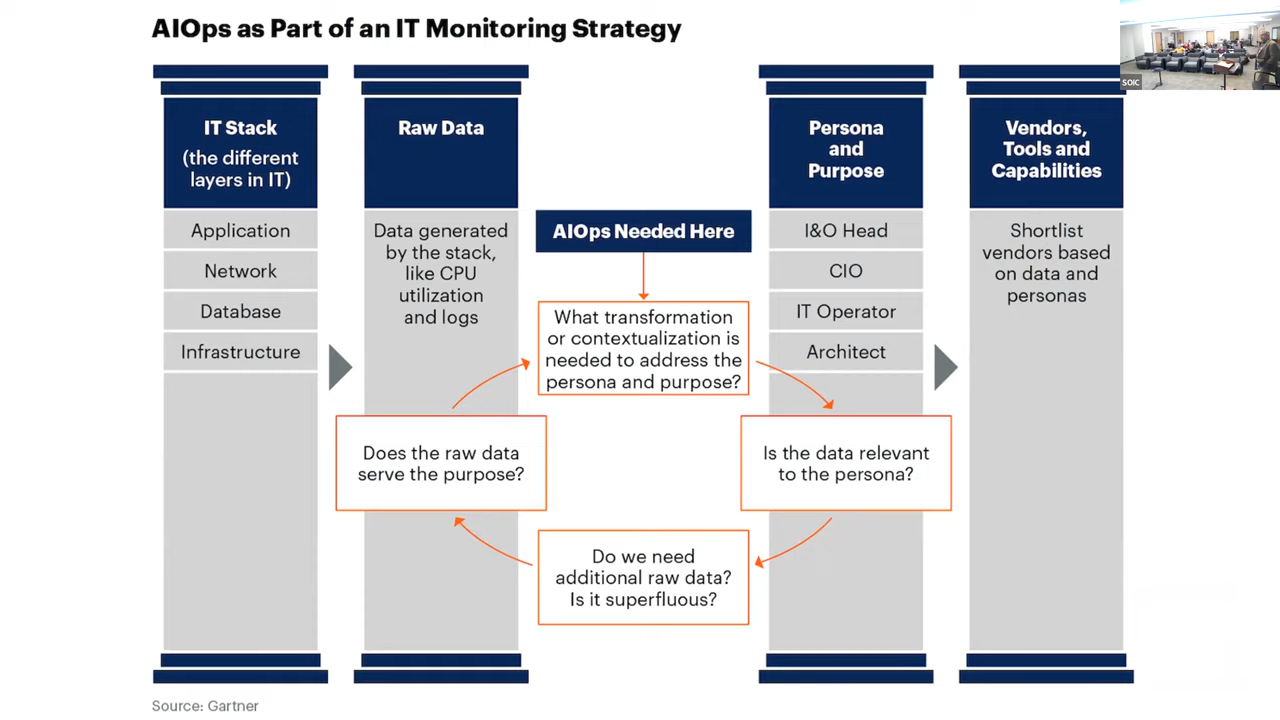 AIOps as Part of an IT Monitoring Strategy
SOIC
IT Stack
(the different
layers in IT)
Application
Network
Database
Infrastructure
Raw Data
Data generated
by the stack,
like CPU
utilization
and logs
AIOps Needed Here
What transformation
or contextualization is
needed to address the
persona and purpose?
Does the raw data
serve the purpose?
Is the data relevant
to the persona?
Do we need
additional raw data?
Is it superfluous?
Persona
and
Purpose
I&O Head
CIO
IT Operator
Architect
Vendors,
Tools and
Capabilities
Shortlist
vendors based
on data and
personas
Source: Gartner